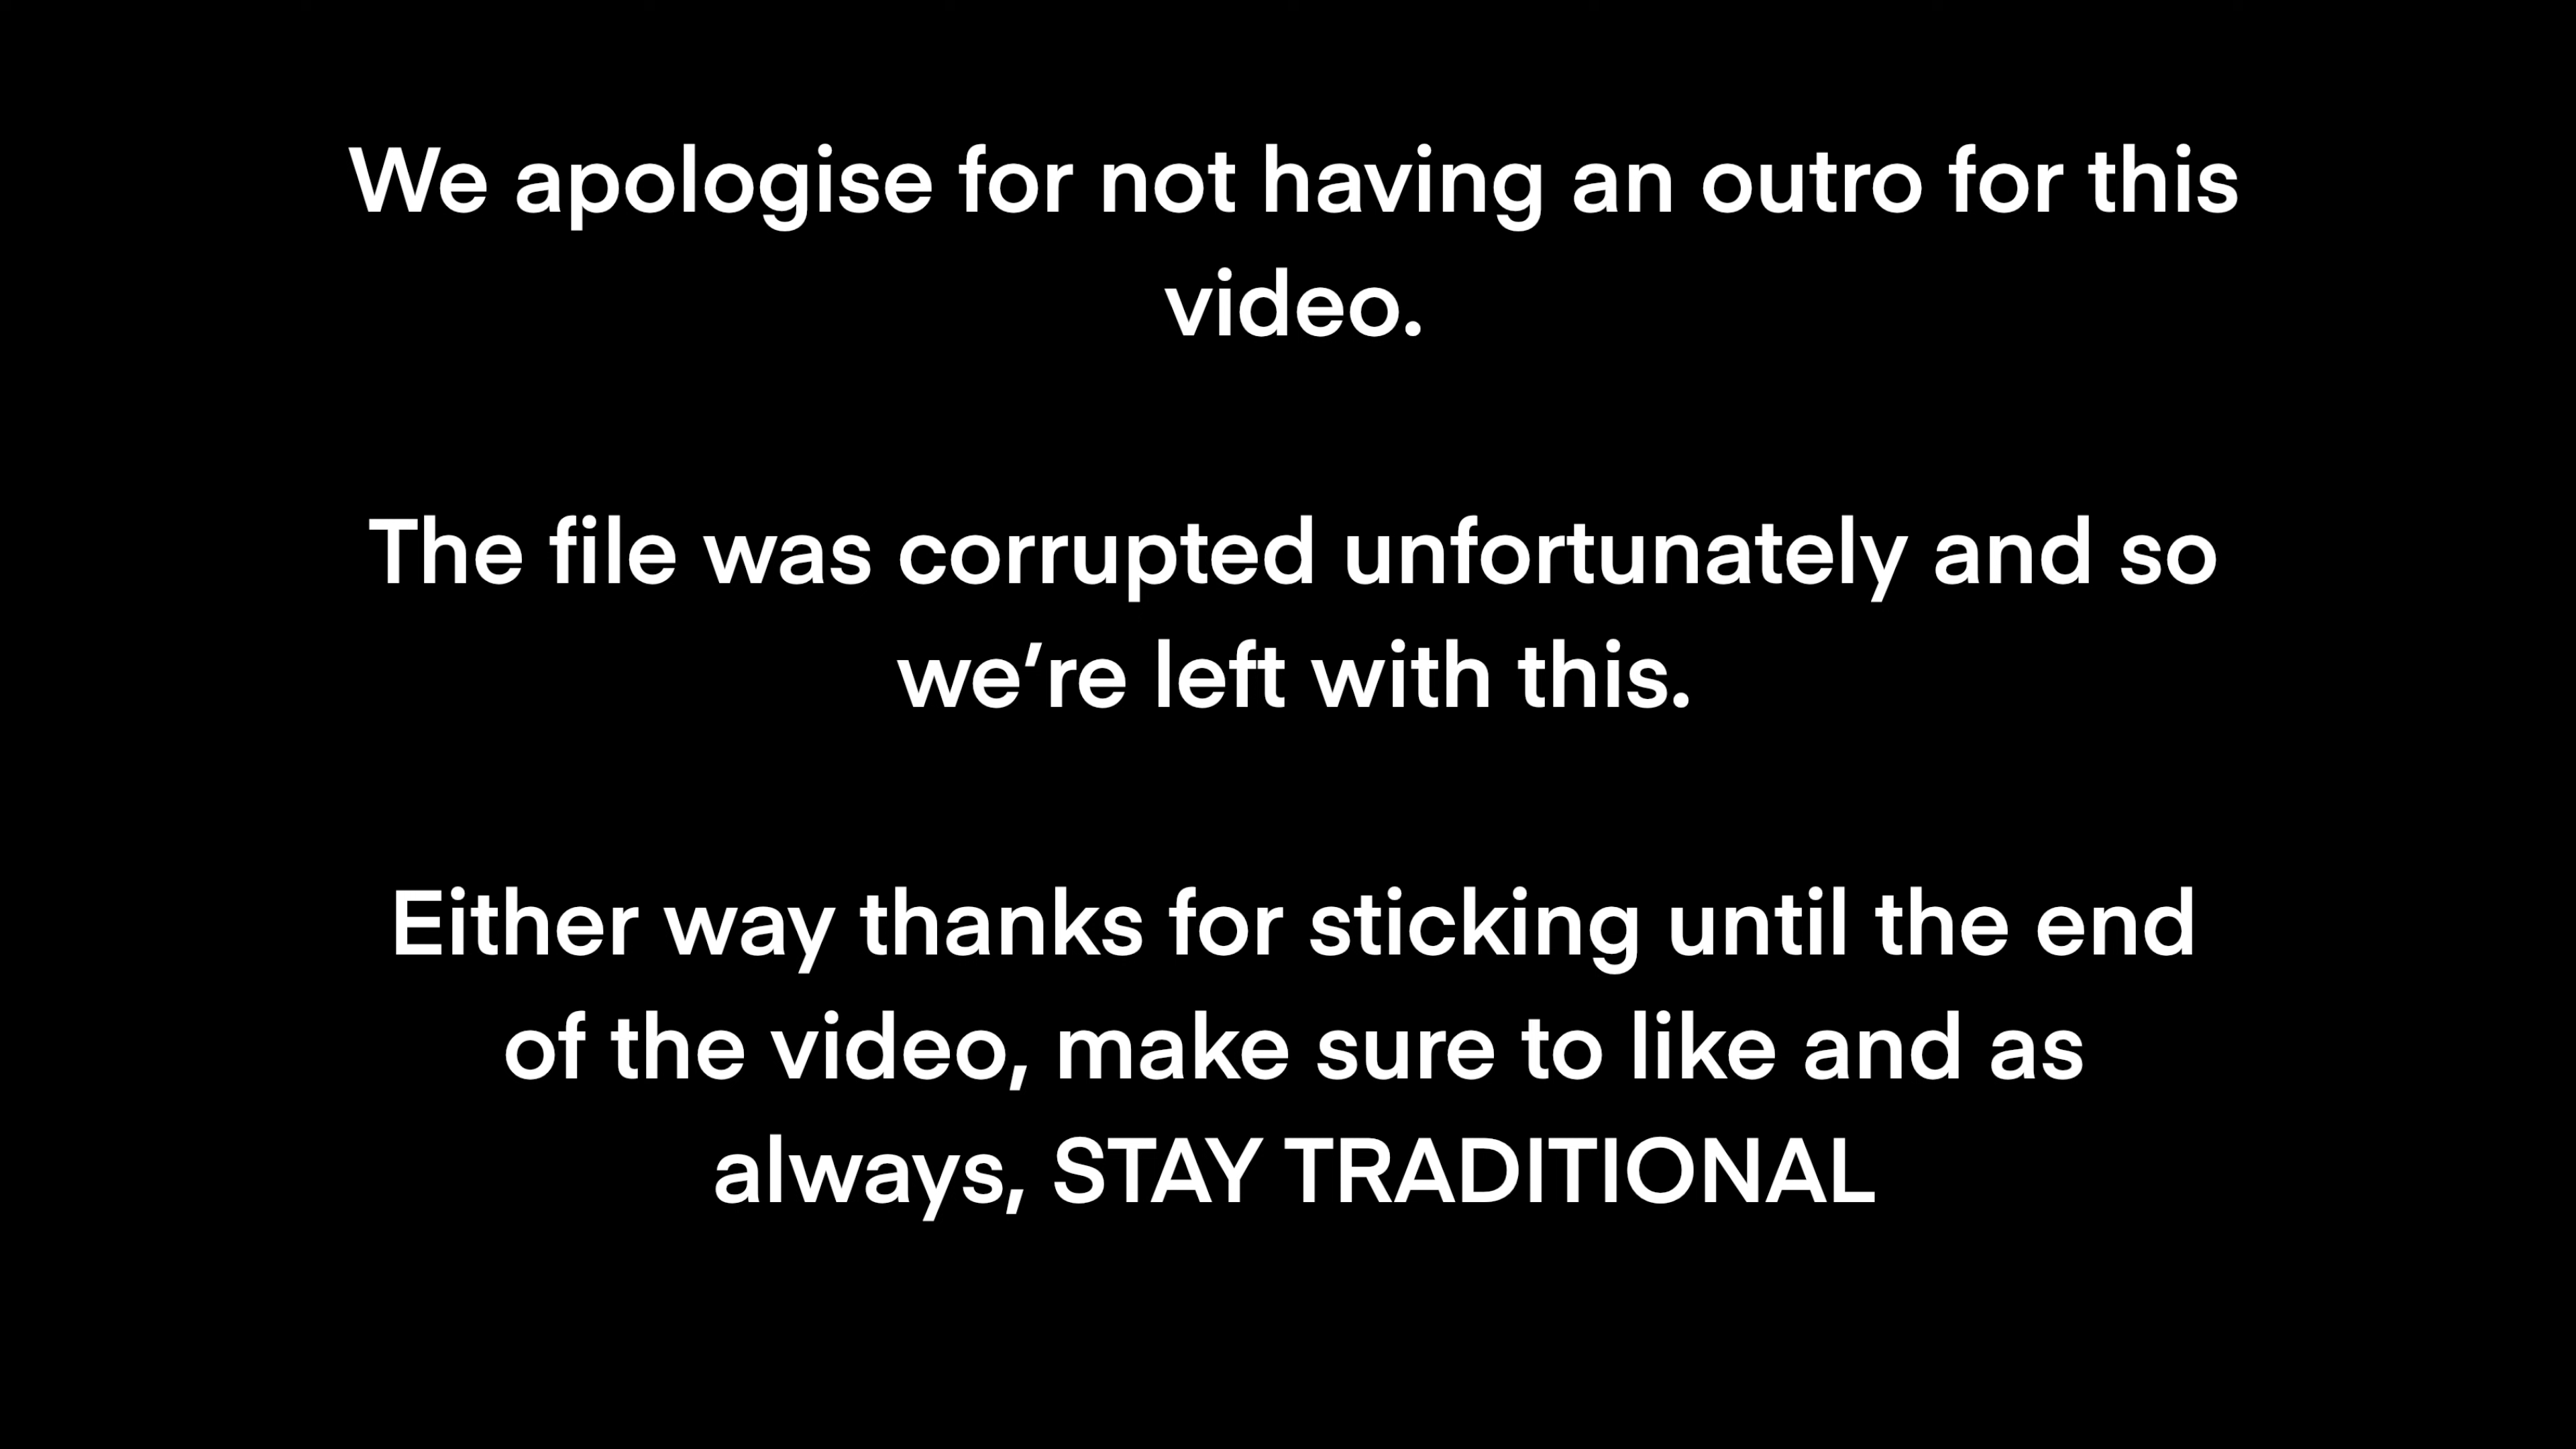 We apologise for not having an outro for this
video.
The file was corrupted unfortunately and so
we’re left with this.
Either way thanks for sticking until the end
of the video, make sure to like and as
always, STAY TRADITIONAL